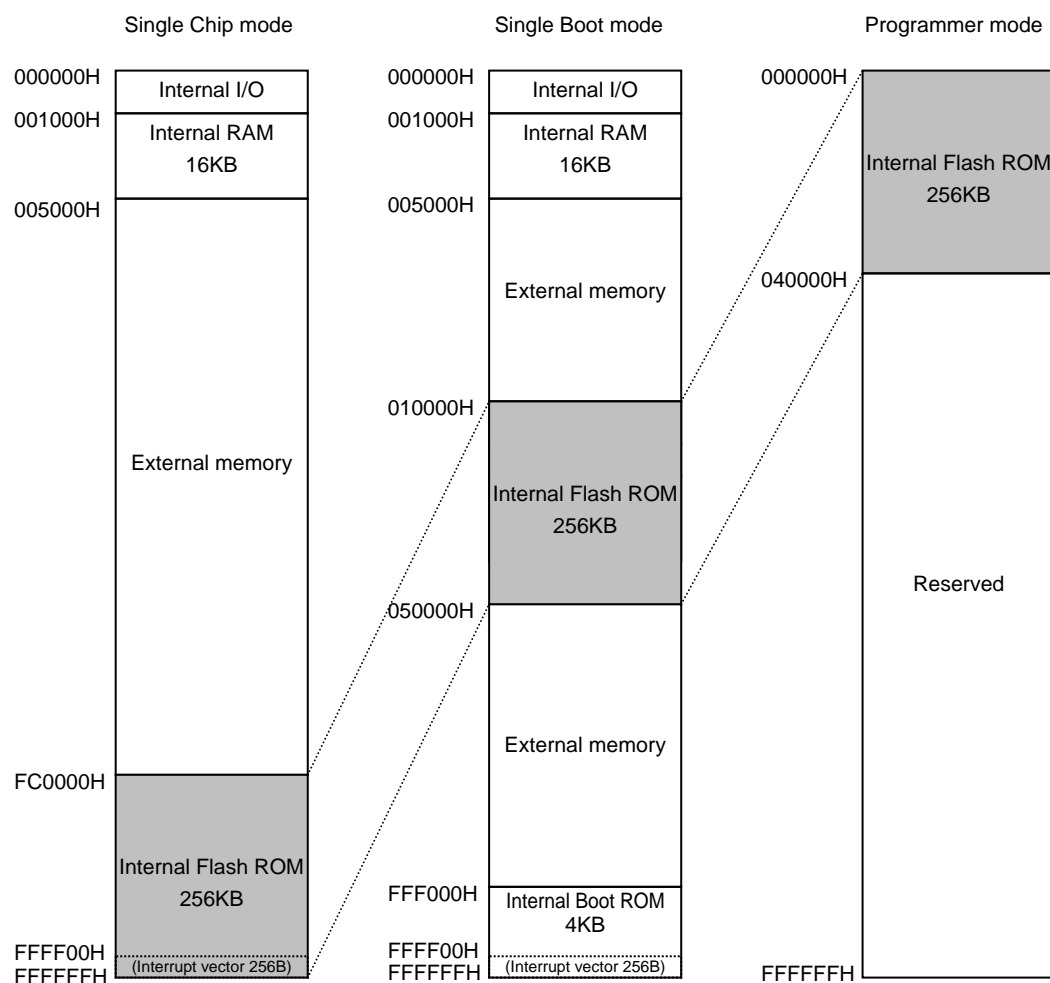 Single Chip mode
000000H
Internal I/O
001000H
Internal RAM
16KB
005000H
External memory
FC0000H
Internal Flash ROM
256KB
FFFF00H
(Interrupt vector 256B)
FFFFFFH
Single Boot mode
000000H
Internal I/O
001000H
Internal RAM
16KB
005000H
External memory
010000H
Internal Flash ROM
256KB
050000H
External memory
FFF000H
Internal Boot ROM
4KB
FFFF00H
(Interrupt vector 256B)
FFFFFFH
Programmer mode
000000H
Internal Flash ROM
256KB
040000H
Reserved
FFFFFFH